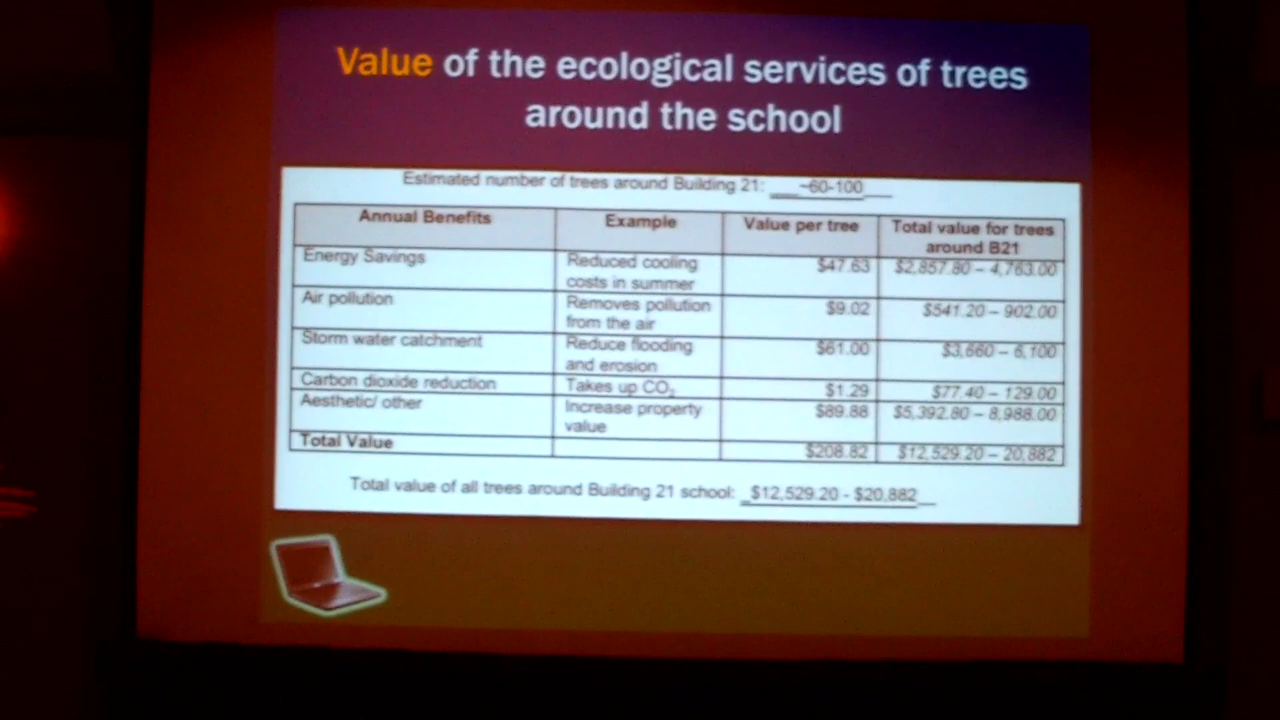 Value of the ecological services of trees
around the school
Estimated number of trees around Building 21: ~60-100
Annual Benefits Example Value per tree Total value for trees
around B21
Energy Savings Reduced cooling $47.63 $2,857.80 – 4,763.00
costs in summer
Air pollution Removes pollution $9.02 $541.20 – 902.00
from the air
Storm water catchment Reduce flooding $61.00 $3,660 – 6,100
and erosion
Carbon dioxide reduction Takes up CO₂ $1.29 $77.40 – 129.00
Aesthetic/ other Increase property $89.88 $5,392.80 – 8,988.00
value
Total Value $208.82 $12,529.20 – 20,882
Total value of all trees around Building 21 school: $12,529.20 - $20,882